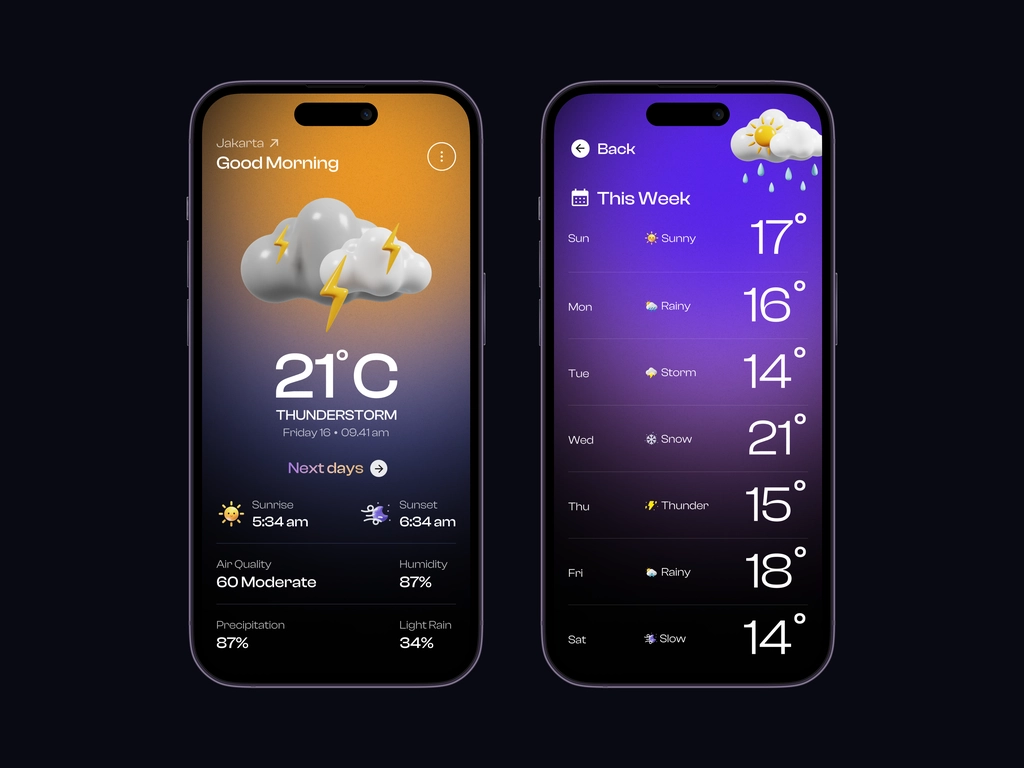 Jakarta
Good Morning
21°C
THUNDERSTORM
Friday 16 • 09.41 am
Next days
Sunrise
5:34 am
Sunset
6:34 am
Air Quality
60 Moderate
Humidity
87%
Precipitation
87%
Light Rain
34%
Back
This Week
Sun Sunny 17°
Mon Rainy 16°
Tue Storm 14°
Wed Snow 21°
Thu Thunder 15°
Fri Rainy 18°
Sat Slow 14°